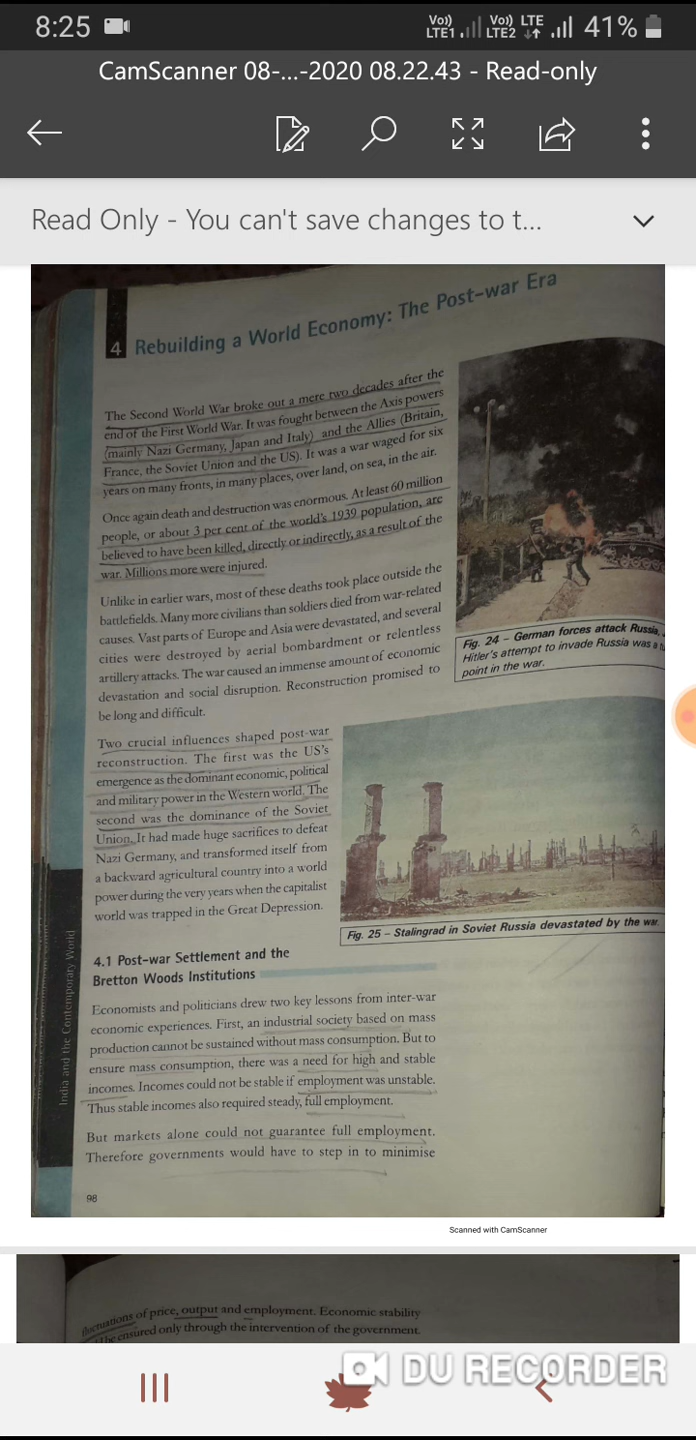 8:25
Vo)) LTE1 Vo)) LTE2 LTE 41%
CamScanner 08-...-2020 08.22.43 - Read-only
Read Only - You can't save changes to t...
4 Rebuilding a World Economy: The Post-war Era
The Second World War broke out a mere two decades after the
end of the First World War. It was fought between the Axis powers
(mainly Nazi Germany, Japan and Italy) and the Allies (Britain,
France, the Soviet Union and the US). It was a war waged for six
years on many fronts, in many places, over land, on sea, in the air.
Once again death and destruction was enormous. At least 60 million
people, or about 3 per cent of the world's 1939 population, are
believed to have been killed, directly or indirectly, as a result of the
war. Millions more were injured.
Unlike in earlier wars, most of these deaths took place outside the
battlefields. Many more civilians than soldiers died from war-related
causes. Vast parts of Europe and Asia were devastated, and several
cities were destroyed by aerial bombardment or relentless
artillery attacks. The war caused an immense amount of economic
devastation and social disruption. Reconstruction promised to
be long and difficult.
Fig. 24 – German forces attack Russia,
Hitler's attempt to invade Russia was a
point in the war.
Two crucial influences shaped post-war
reconstruction. The first was the US's
emergence as the dominant economic, political
and military power in the Western world. The
second was the dominance of the Soviet
Union. It had made huge sacrifices to defeat
Nazi Germany, and transformed itself from
a backward agricultural country into a world
power during the very years when the capitalist
world was trapped in the Great Depression.
Fig. 25 – Stalingrad in Soviet Russia devastated by the war.
4.1 Post-war Settlement and the
Bretton Woods Institutions
Economists and politicians drew two key lessons from inter-war
economic experiences. First, an industrial society based on mass
production cannot be sustained without mass consumption. But to
ensure mass consumption, there was a need for high and stable
incomes. Incomes could not be stable if employment was unstable.
Thus stable incomes also required steady, full employment.
But markets alone could not guarantee full employment.
Therefore governments would have to step in to minimise
India and the Contemporary World
98
Scanned with CamScanner
fluctuations of price, output and employment. Economic stability
be ensured only through the intervention of the government.
DU RECORDER